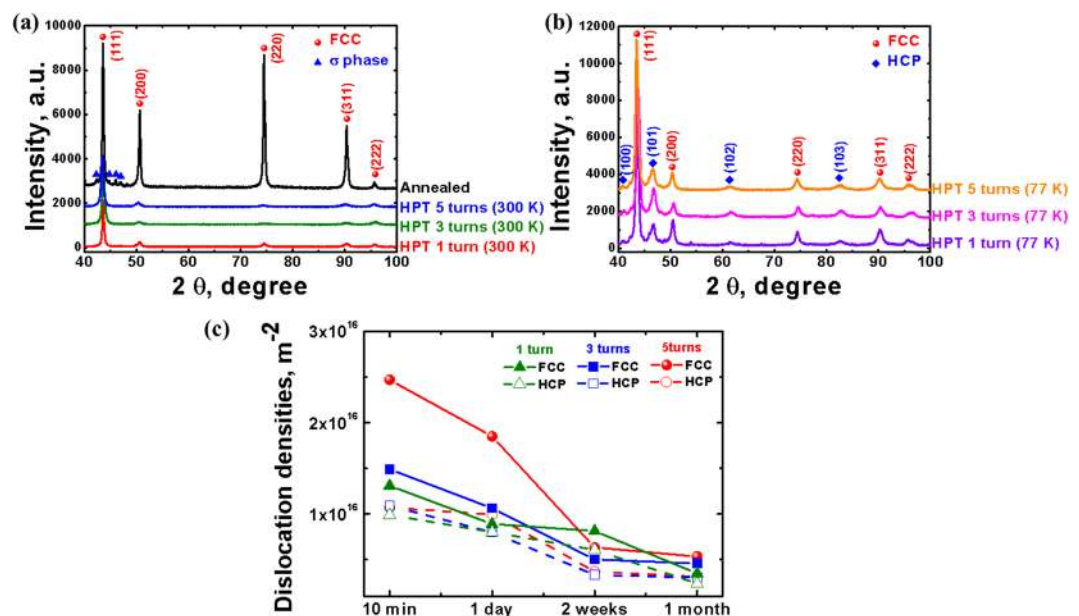 (a)
10000
8000
6000
4000
2000
0
Intensity, a.u.
(111)
(200)
(220)
(311)
(222)
FCC
σ phase
Annealed
HPT 5 turns (300 K)
HPT 3 turns (300 K)
HPT 1 turn (300 K)
40 50 60 70 80 90 100
2 θ, degree
(b)
12000
10000
8000
6000
4000
2000
0
Intensity, a.u.
(111)
(100)
(101)
(200)
(102)
(220)
(103)
(311)
(222)
FCC
HCP
HPT 5 turns (77 K)
HPT 3 turns (77 K)
HPT 1 turn (77 K)
40 50 60 70 80 90 100
2 θ, degree
(c)
3x10¹⁶
2x10¹⁶
1x10¹⁶
Dislocation densities, m⁻²
1 turn 3 turns 5turns
FCC FCC FCC
HCP HCP HCP
10 min 1 day 2 weeks 1 month